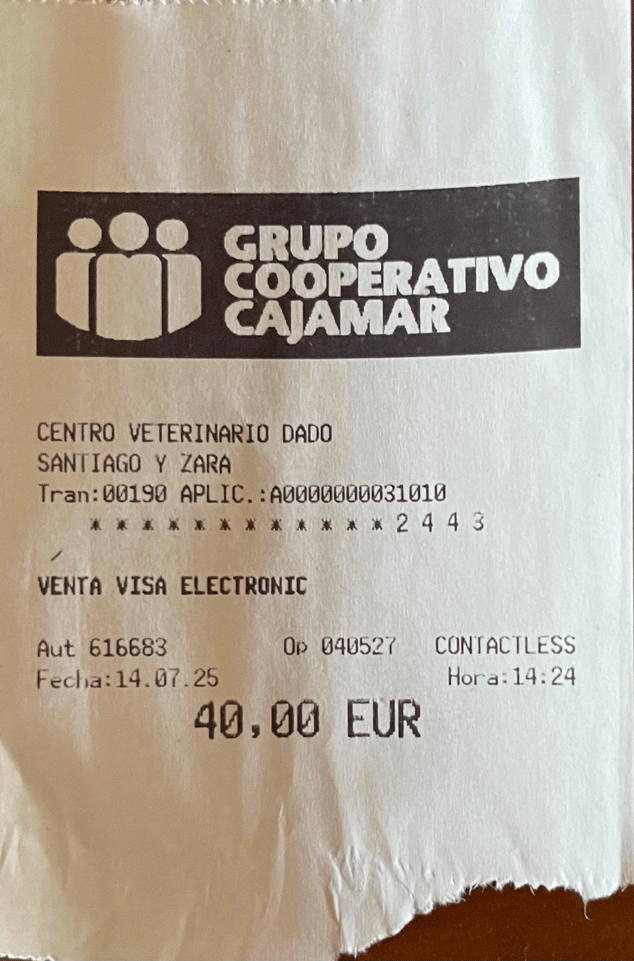 GRUPO
COOPERATIVO
CAJAMAR
CENTRO VETERINARIO DADO
SANTIAGO Y ZARA
Tran:00190 APLIC.:A0000000031010
************2443
VENTA VISA ELECTRONIC
Aut 616683 Op 040527 CONTACTLESS
Fecha:14.07.25 Hora:14:24
40,00 EUR